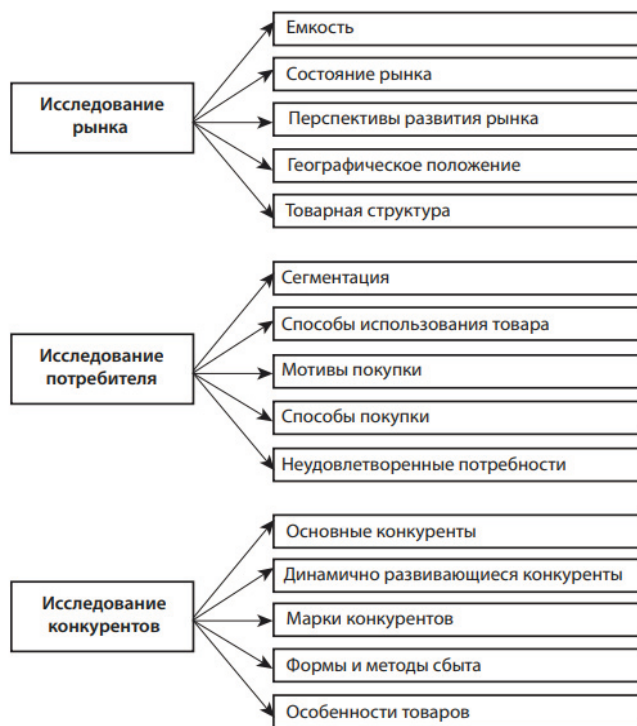 Исследование
рынка
Емкость
Состояние рынка
Перспективы развития рынка
Географическое положение
Товарная структура
Исследование
потребителя
Сегментация
Способы использования товара
Мотивы покупки
Способы покупки
Неудовлетворенные потребности
Исследование
конкурентов
Основные конкуренты
Динамично развивающиеся конкуренты
Марки конкурентов
Формы и методы сбыта
Особенности товаров